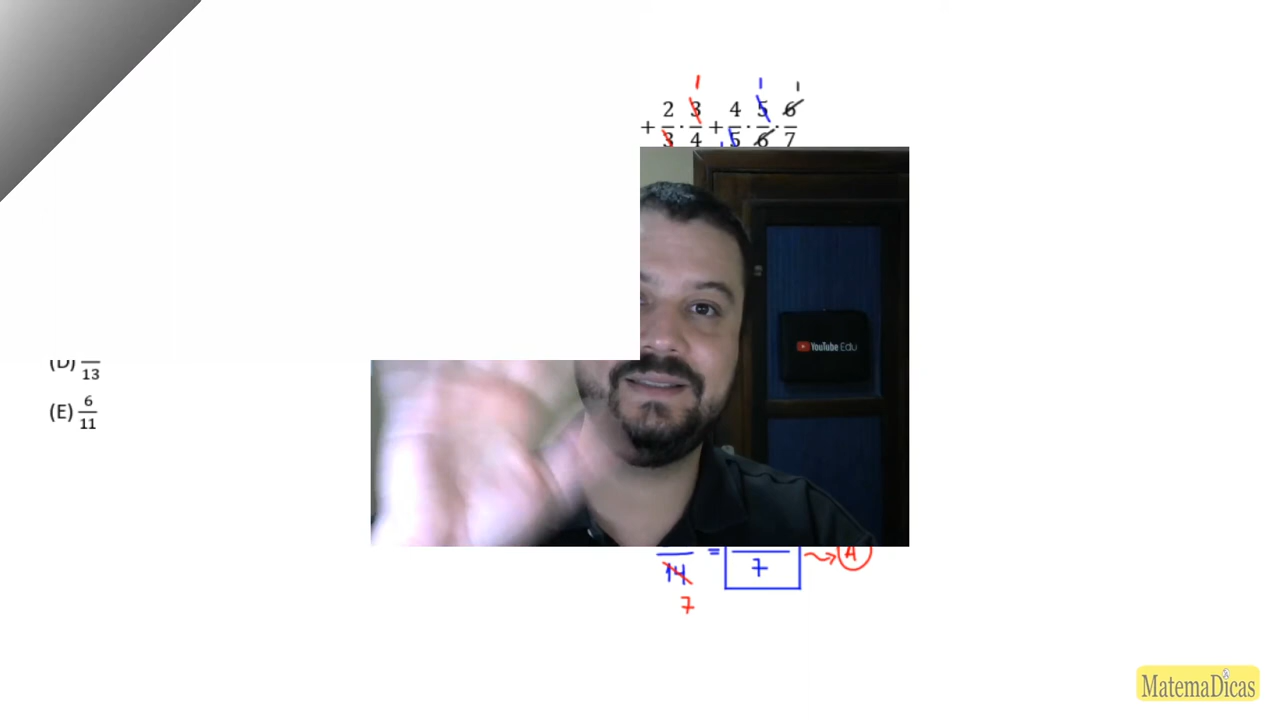 1 1 1
+ 2/3 · 3/4 + 4/5 · 5/6 · 6/7
YouTube Edu
13
(E) 6/11
14 = 7 → A
7
MatemaDicas